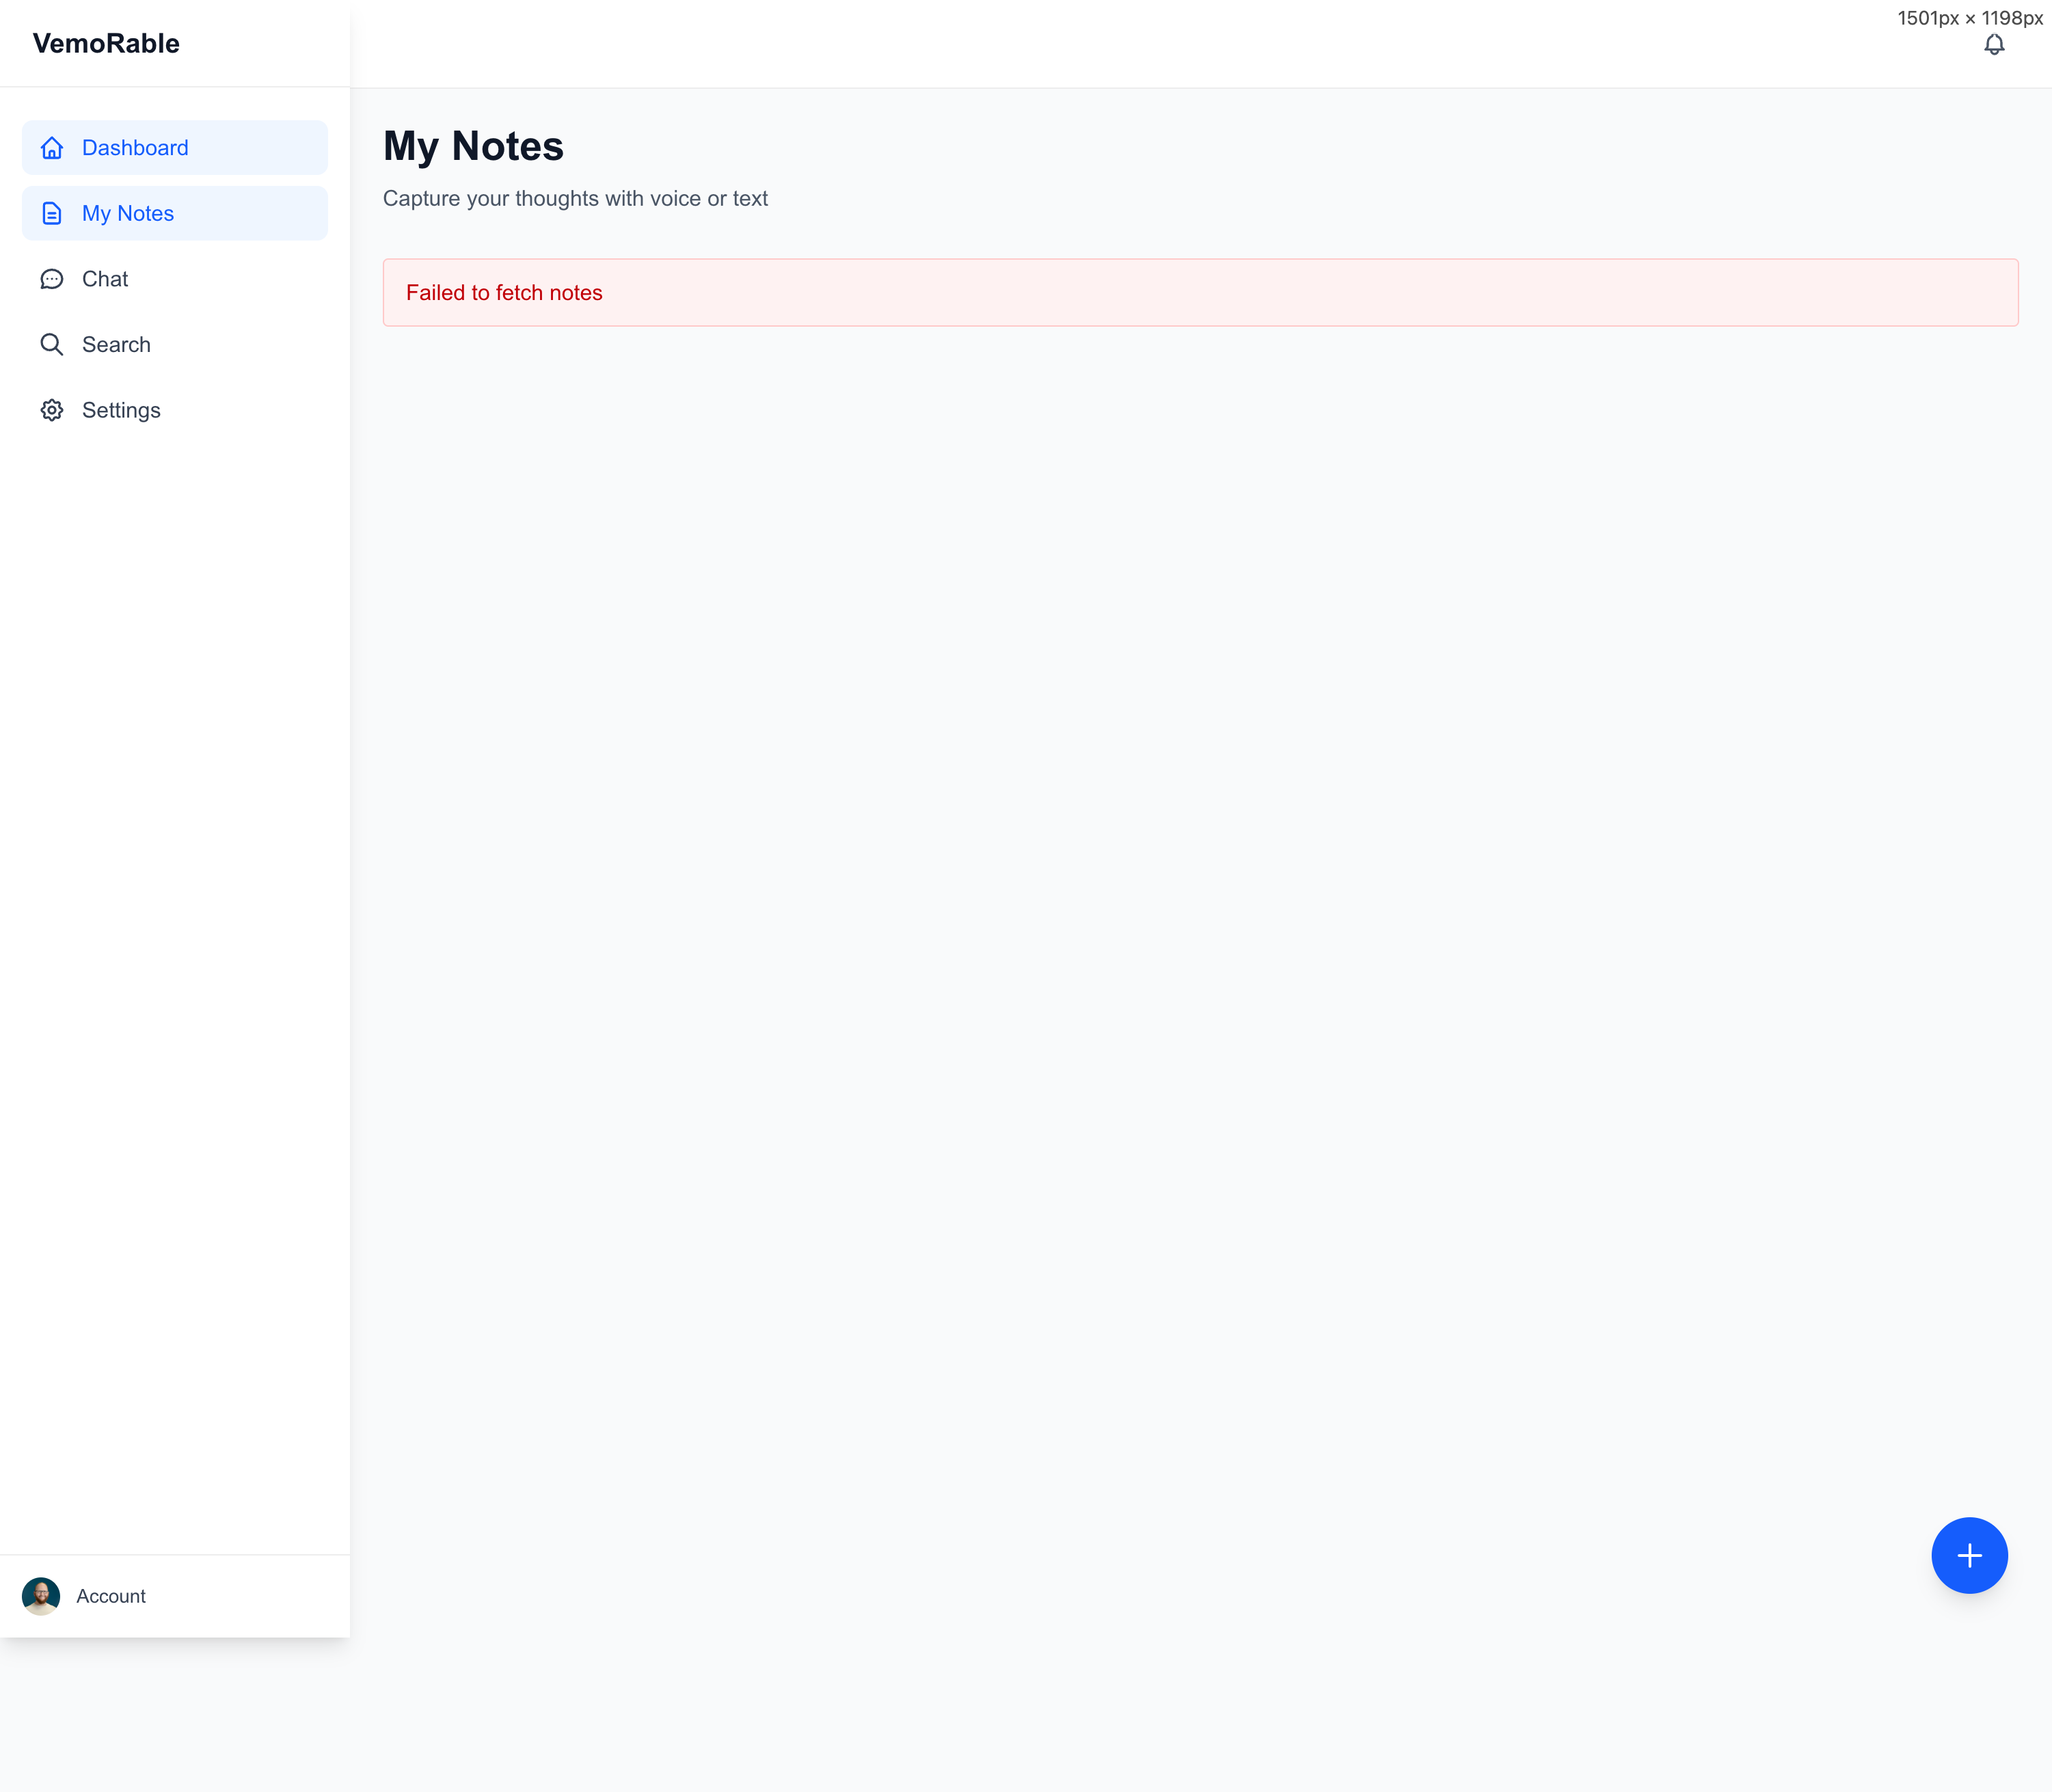 VemoRable
1501px × 1198px
Dashboard
My Notes
Chat
Search
Settings
Account
My Notes
Capture your thoughts with voice or text
Failed to fetch notes